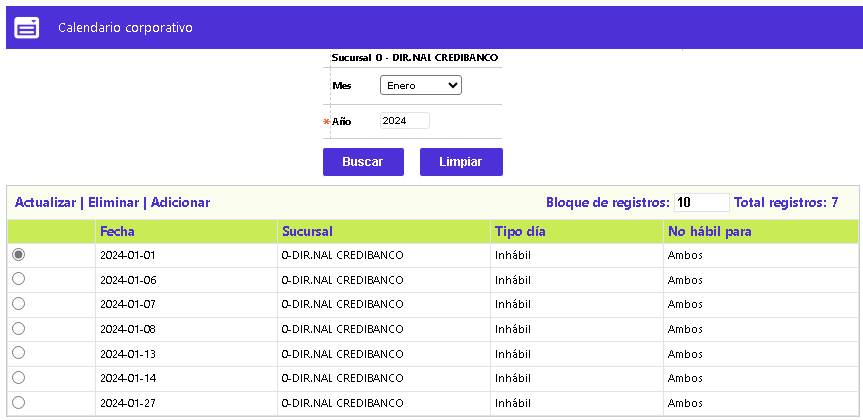 Calendario corporativo
Sucursal 0 - DIR.NAL CREDIBANCO
Mes Enero
* Año 2024
Buscar Limpiar
Actualizar | Eliminar | Adicionar Bloque de registros: 10 Total registros: 7
Fecha Sucursal Tipo día No hábil para
2024-01-01 0-DIR.NAL CREDIBANCO Inhábil Ambos
2024-01-06 0-DIR.NAL CREDIBANCO Inhábil Ambos
2024-01-07 0-DIR.NAL CREDIBANCO Inhábil Ambos
2024-01-08 0-DIR.NAL CREDIBANCO Inhábil Ambos
2024-01-13 0-DIR.NAL CREDIBANCO Inhábil Ambos
2024-01-14 0-DIR.NAL CREDIBANCO Inhábil Ambos
2024-01-27 0-DIR.NAL CREDIBANCO Inhábil Ambos